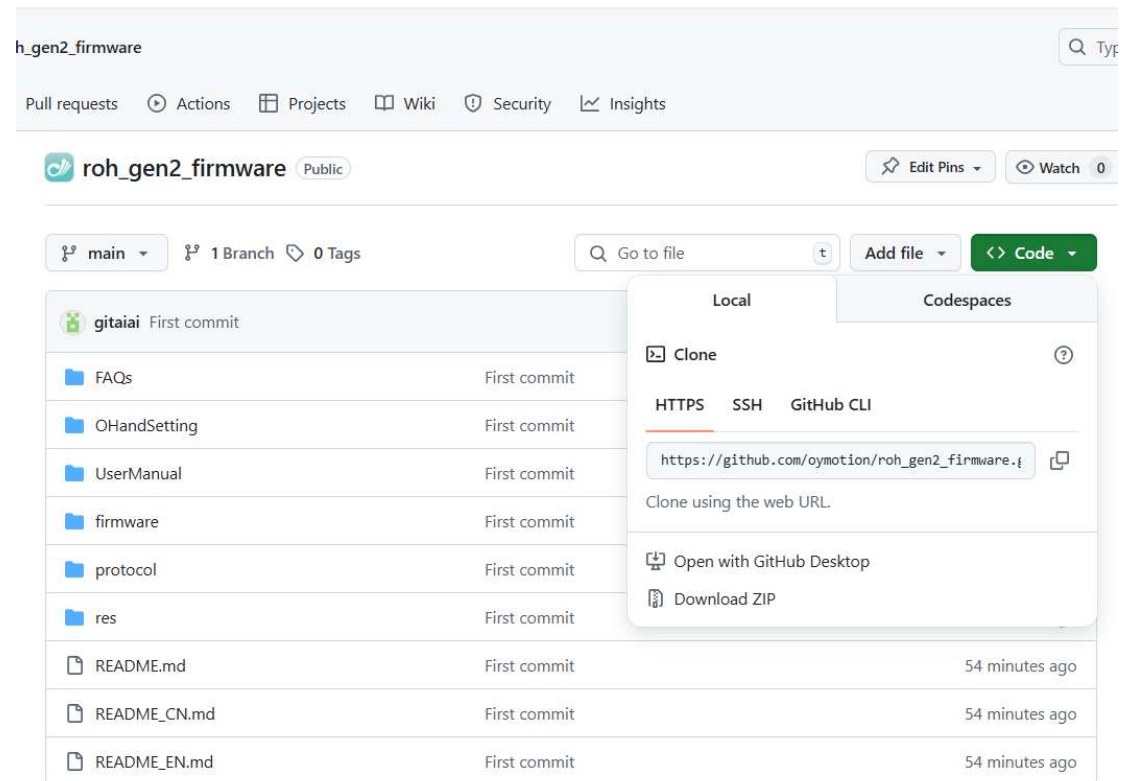 h_gen2_firmware
Typ
Pull requests Actions Projects Wiki Security Insights
roh_gen2_firmware Public
Edit Pins Watch 0
main 1 Branch 0 Tags
Go to file t Add file <> Code
Local Codespaces
gitaiai First commit
Clone
FAQs First commit
HTTPS SSH GitHub CLI
OHandSetting First commit
https://github.com/oymotion/roh_gen2_firmware.g
UserManual First commit
Clone using the web URL.
firmware First commit
Open with GitHub Desktop
protocol First commit
Download ZIP
res First commit
README.md First commit 54 minutes ago
README_CN.md First commit 54 minutes ago
README_EN.md First commit 54 minutes ago